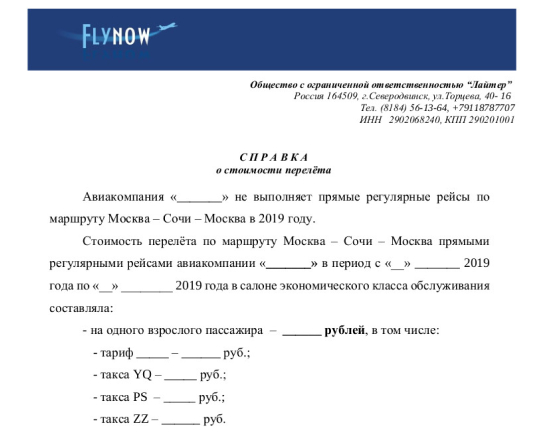 FLYNOW
Общество с ограниченной ответственностью “Лайтер”
Россия 164509, г.Северодвинск, ул.Торцева, 40- 16
Тел. (8184) 56-13-64, +79118787707
ИНН 2902068240, КПП 290201001
С П Р А В К А
о стоимости перелёта
Авиакомпания «_______» не выполняет прямые регулярные рейсы по
маршруту Москва – Сочи – Москва в 2019 году.
Стоимость перелёта по маршруту Москва – Сочи – Москва прямыми
регулярными рейсами авиакомпании «_______» в период с «__» _______ 2019
года по «__» ________ 2019 года в салоне экономического класса обслуживания
составляла:
- на одного взрослого пассажира – ______ рублей, в том числе:
- тариф _____ – ______ руб.;
- такса YQ – _____ руб.;
- такса PS – _____ руб.;
- такса ZZ – ______ руб.